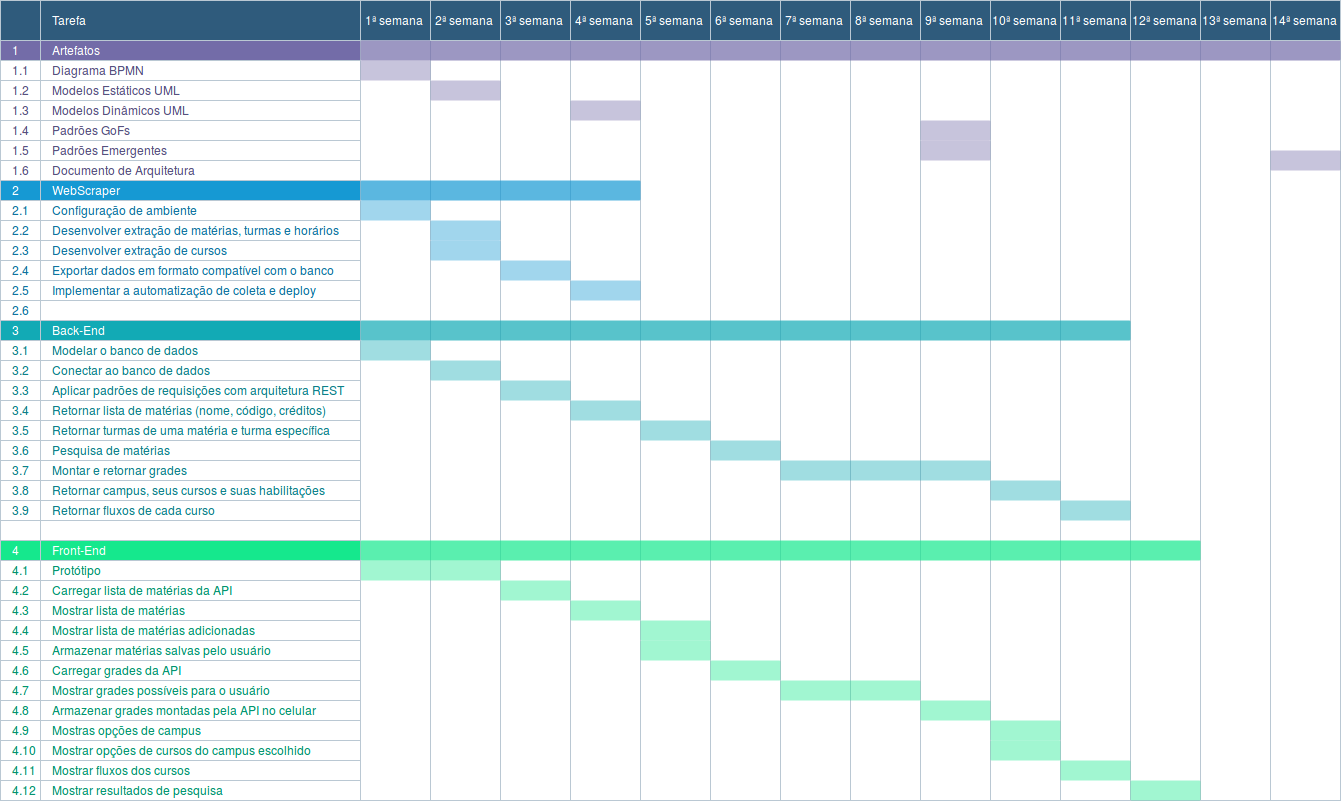 Tarefa 1ª semana 2ª semana 3ª semana 4ª semana 5ª semana 6ª semana 7ª semana 8ª semana 9ª semana 10ª semana 11ª semana 12ª semana 13ª semana 14ª semana
1 Artefatos
1.1 Diagrama BPMN
1.2 Modelos Estáticos UML
1.3 Modelos Dinâmicos UML
1.4 Padrões GoFs
1.5 Padrões Emergentes
1.6 Documento de Arquitetura
2 WebScraper
2.1 Configuração de ambiente
2.2 Desenvolver extração de matérias, turmas e horários
2.3 Desenvolver extração de cursos
2.4 Exportar dados em formato compatível com o banco
2.5 Implementar a automatização de coleta e deploy
2.6
3 Back-End
3.1 Modelar o banco de dados
3.2 Conectar ao banco de dados
3.3 Aplicar padrões de requisições com arquitetura REST
3.4 Retornar lista de matérias (nome, código, créditos)
3.5 Retornar turmas de uma matéria e turma específica
3.6 Pesquisa de matérias
3.7 Montar e retornar grades
3.8 Retornar campus, seus cursos e suas habilitações
3.9 Retornar fluxos de cada curso
4 Front-End
4.1 Protótipo
4.2 Carregar lista de matérias da API
4.3 Mostrar lista de matérias
4.4 Mostrar lista de matérias adicionadas
4.5 Armazenar matérias salvas pelo usuário
4.6 Carregar grades da API
4.7 Mostrar grades possíveis para o usuário
4.8 Armazenar grades montadas pela API no celular
4.9 Mostras opções de campus
4.10 Mostrar opções de cursos do campus escolhido
4.11 Mostrar fluxos dos cursos
4.12 Mostrar resultados de pesquisa